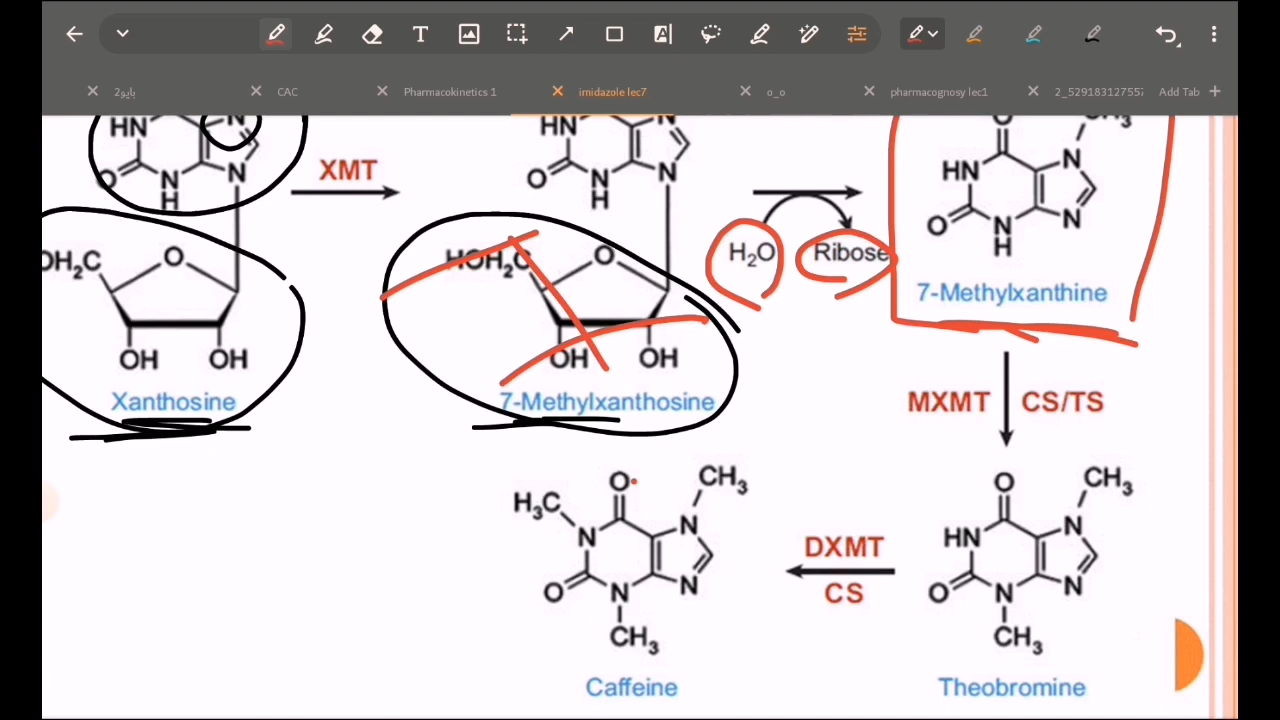 T A
بايو2 CAC Pharmacokinetics 1 imidazole lec7 o_o pharmacognosy lec1 2_529183127557 Add Tab
CH₃
HN N HN N O
XMT HN N
O N N O N N O N N
H H H
OH₂C O HOH₂C O H₂O Ribose
7-Methylxanthine
OH OH OH OH
Xanthosine 7-Methylxanthosine MXMT CS/TS
O CH₃ O CH₃
H₃C
N N HN N
DXMT
O N N CS O N N
CH₃ CH₃
Caffeine Theobromine